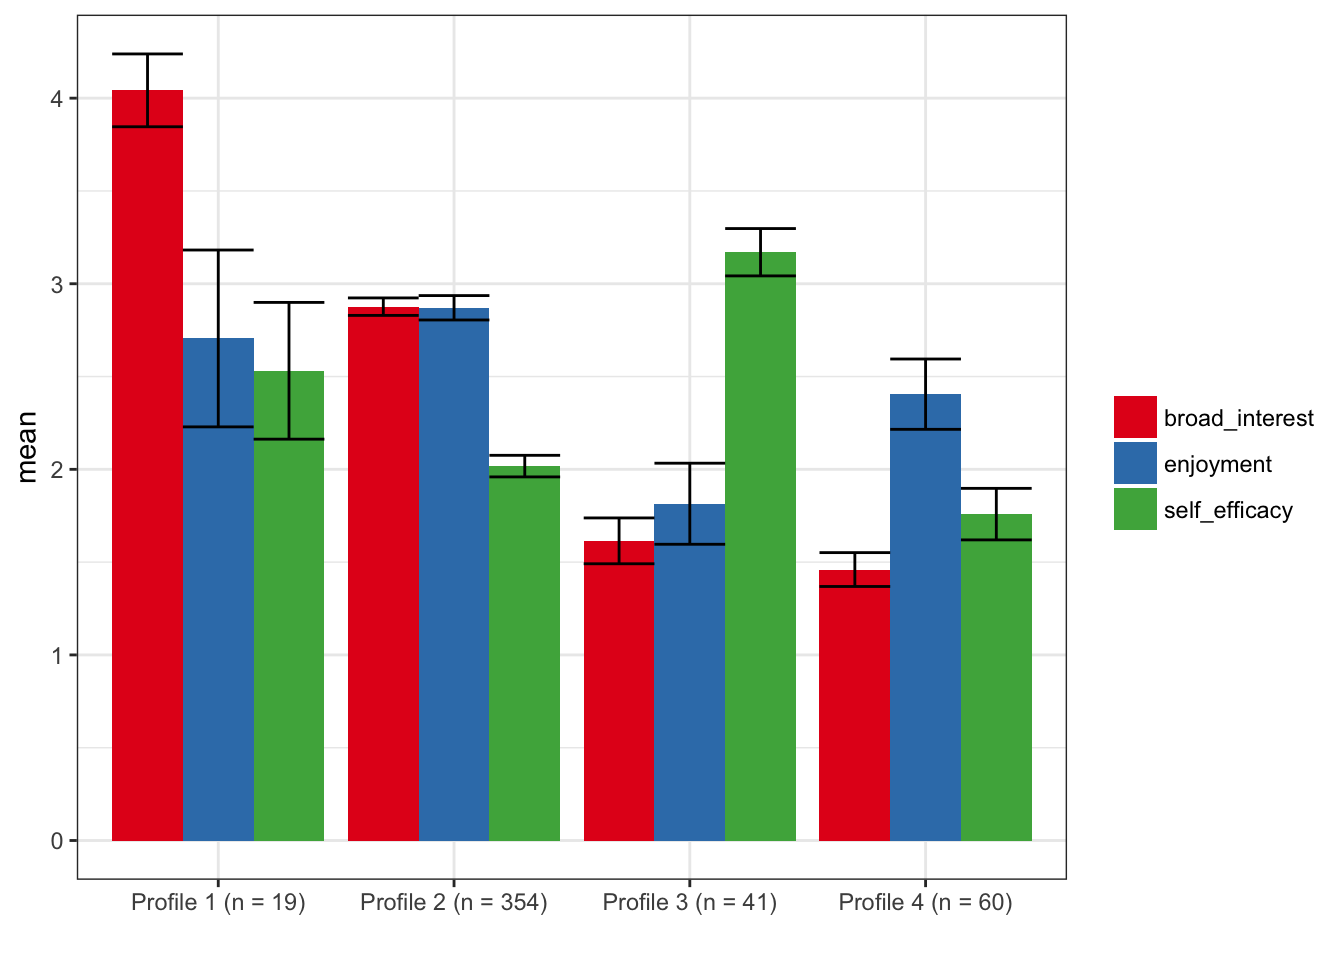 mean
4
3
2
1
0
Profile 1 (n = 19)
Profile 2 (n = 354)
Profile 3 (n = 41)
Profile 4 (n = 60)
broad_interest
enjoyment
self_efficacy